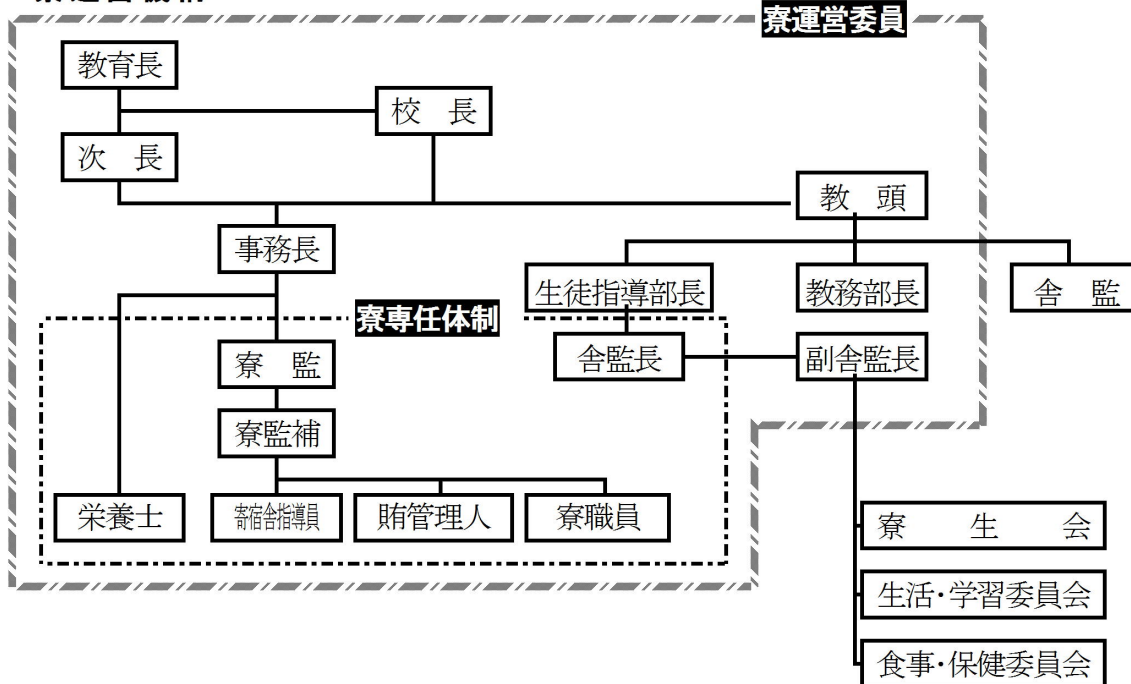 寮運営委員
教育長
校　長
次　長
教　頭
事務長
生徒指導部長
教務部長
舎　監
寮専任体制
寮　監
舎監長
副舎監長
寮監補
栄養士
寄宿舎指導員
賄管理人
寮職員
寮　生　会
生活・学習委員会
食事・保健委員会